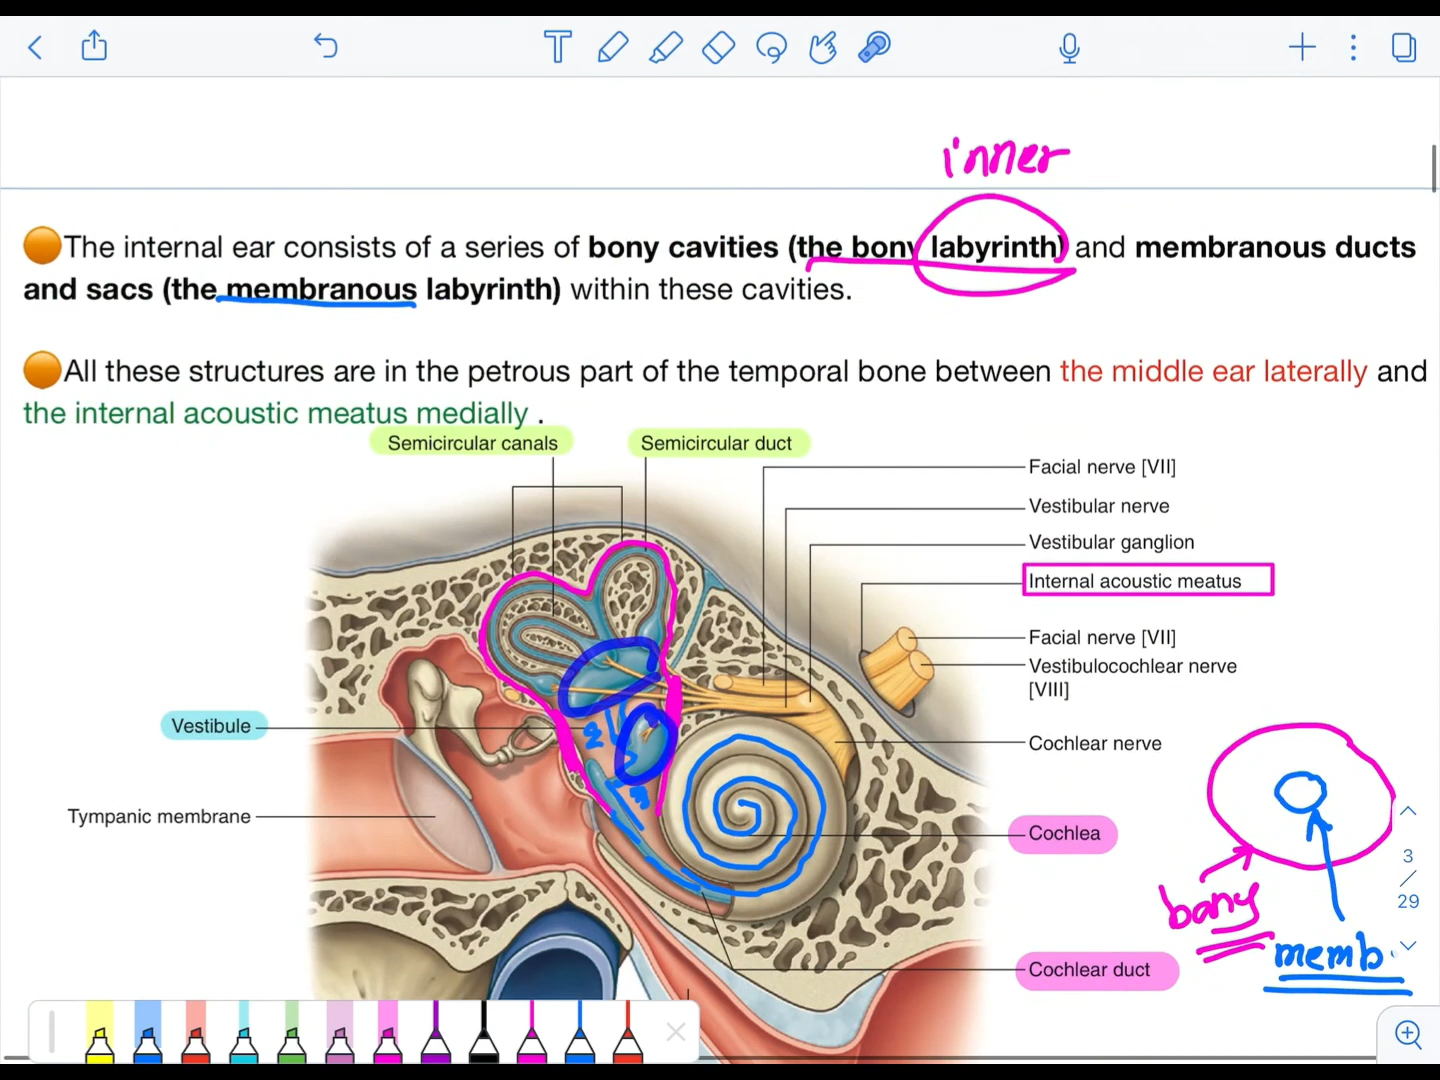 inner
The internal ear consists of a series of bony cavities (the bony labyrinth) and membranous ducts
and sacs (the membranous labyrinth) within these cavities.
All these structures are in the petrous part of the temporal bone between the middle ear laterally and
the internal acoustic meatus medially .
Semicircular canals
Semicircular duct
Facial nerve [VII]
Vestibular nerve
Vestibular ganglion
Internal acoustic meatus
Facial nerve [VII]
Vestibulocochlear nerve
[VIII]
Vestibule
Cochlear nerve
Tympanic membrane
Cochlea
3
/
29
bony
memb.
Cochlear duct